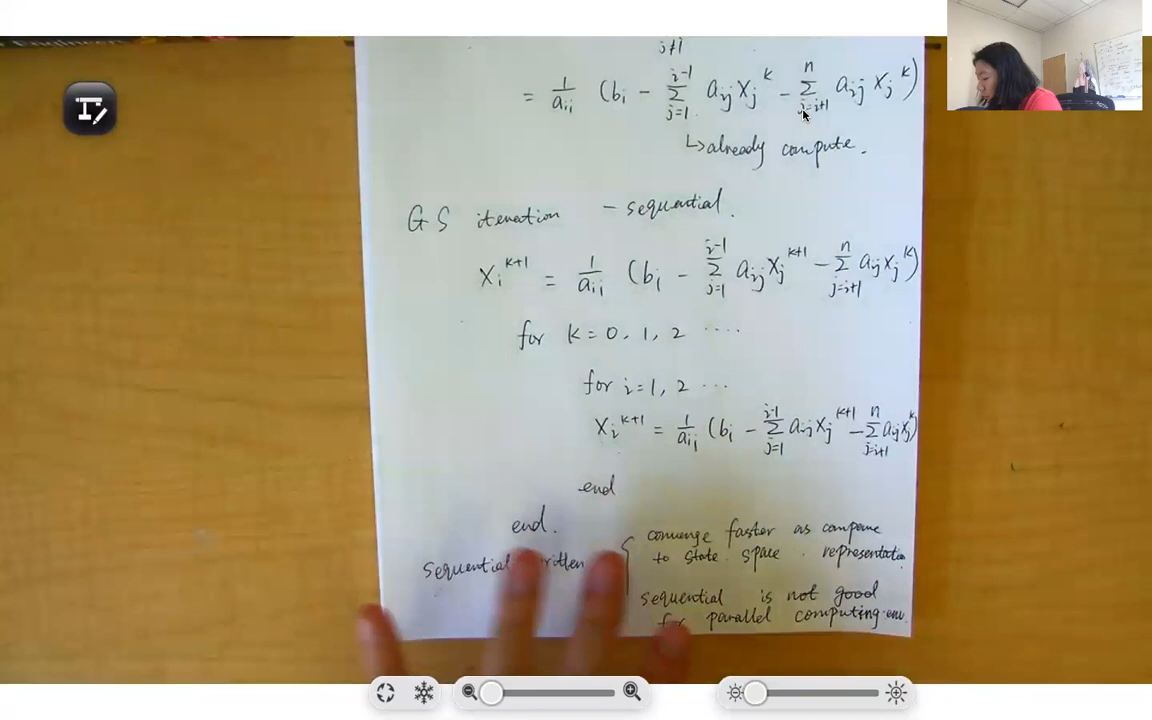 j≠i
= 1/aii (bi - Σ_{j=1}^{i-1} aij xj^k - Σ_{j=i+1}^{n} aij xj^k)
↳ already compute.
GS iteration - sequential.
xi^{k+1} = 1/aii (bi - Σ_{j=1}^{i-1} aij xj^{k+1} - Σ_{j=i+1}^{n} aij xj^k)
for k=0, 1, 2 ....
for i=1, 2 ...
xi^{k+1} = 1/aii (bi - Σ_{j=1}^{i-1} aij xj^{k+1} - Σ_{j=i+1}^{n} aij xj^k)
end
end.
sequential
converge faster as compare
to state space. representation
sequential is not good
for parallel computing env